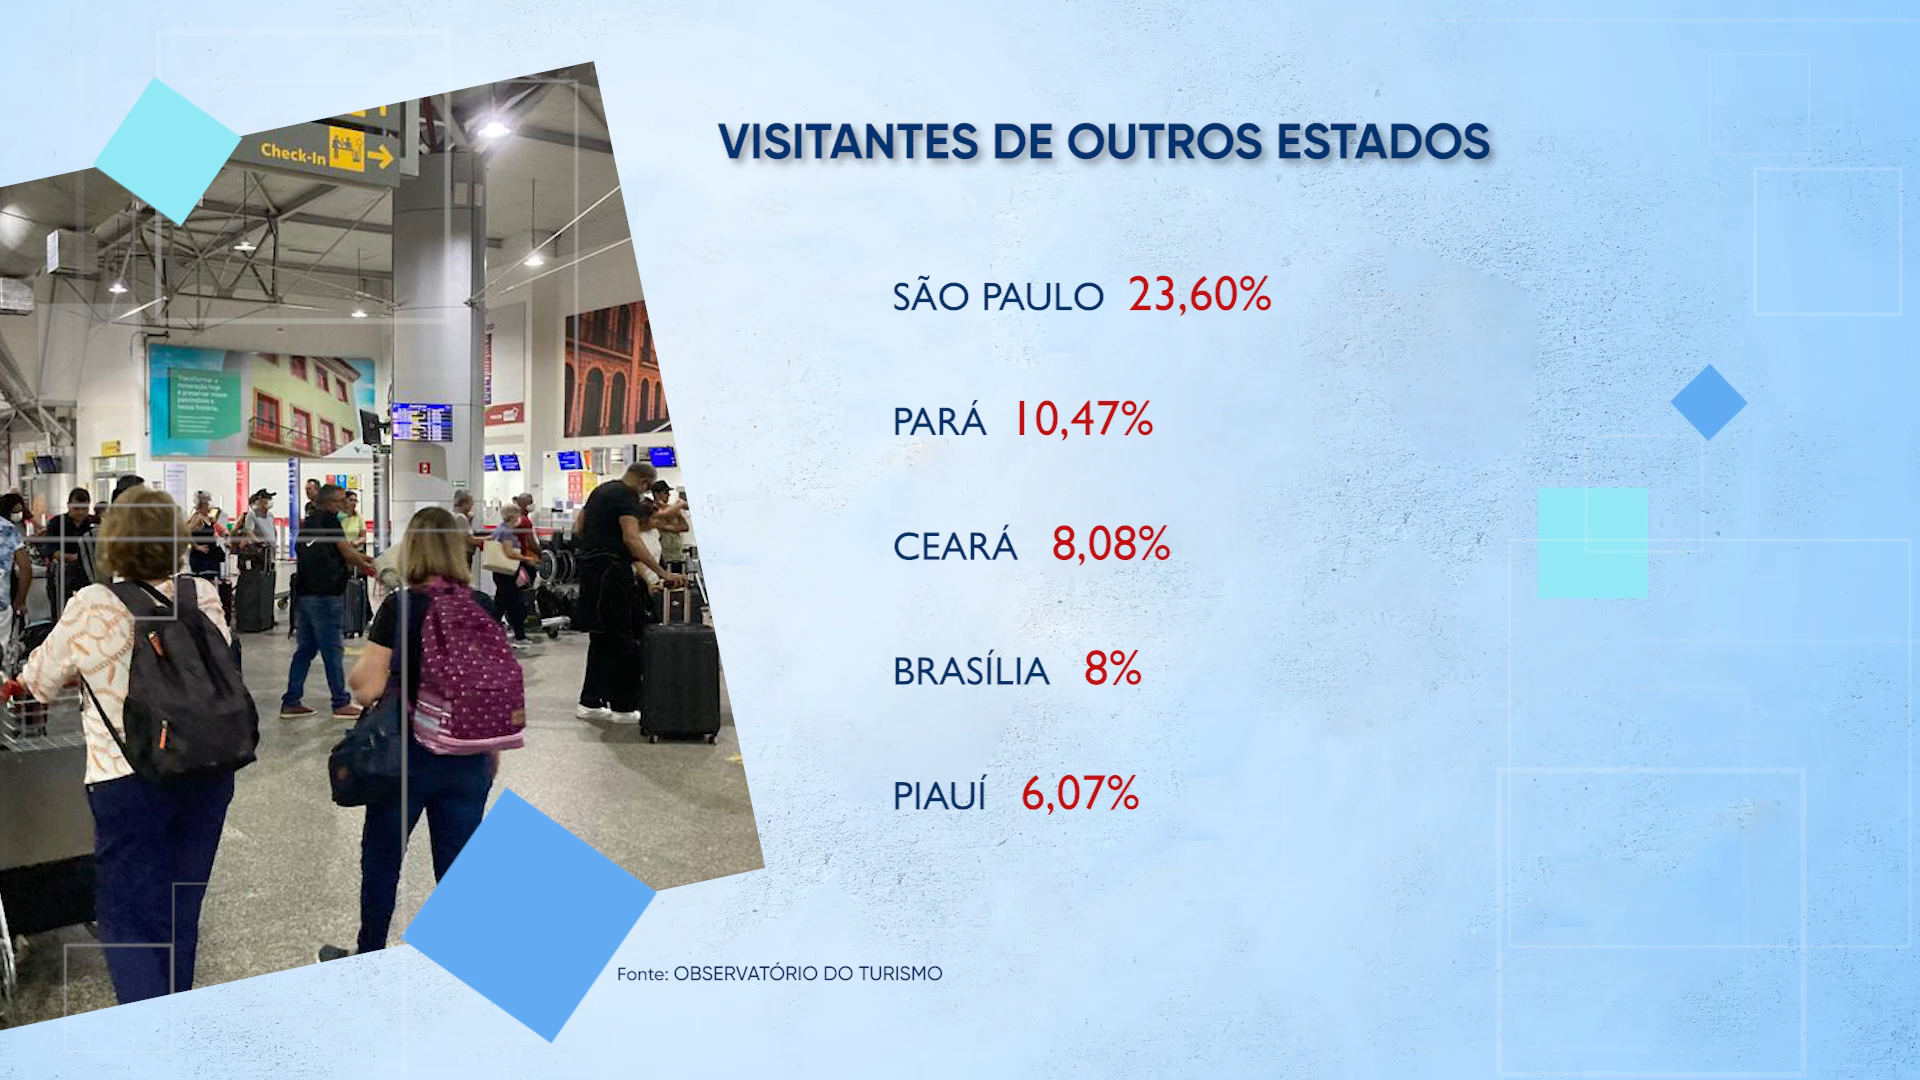 Check-In
VISITANTES DE OUTROS ESTADOS
SÃO PAULO 23,60%
PARÁ 10,47%
CEARÁ 8,08%
BRASÍLIA 8%
PIAUÍ 6,07%
Fonte: OBSERVATÓRIO DO TURISMO